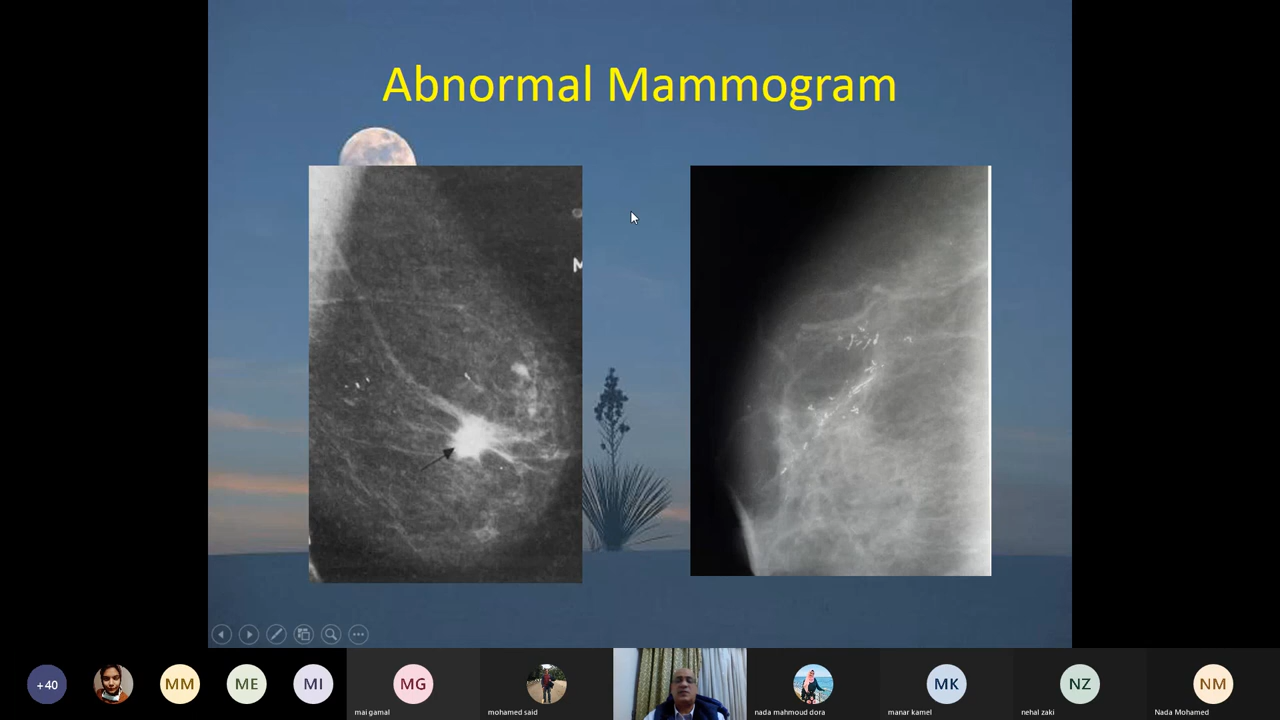 Abnormal Mammogram
M
+40
MM
ME
MI
MG
MK
NZ
NM
mai gamal
mohamed said
nada mahmoud dora
manar kamel
nehal zaki
Nada Mohamed